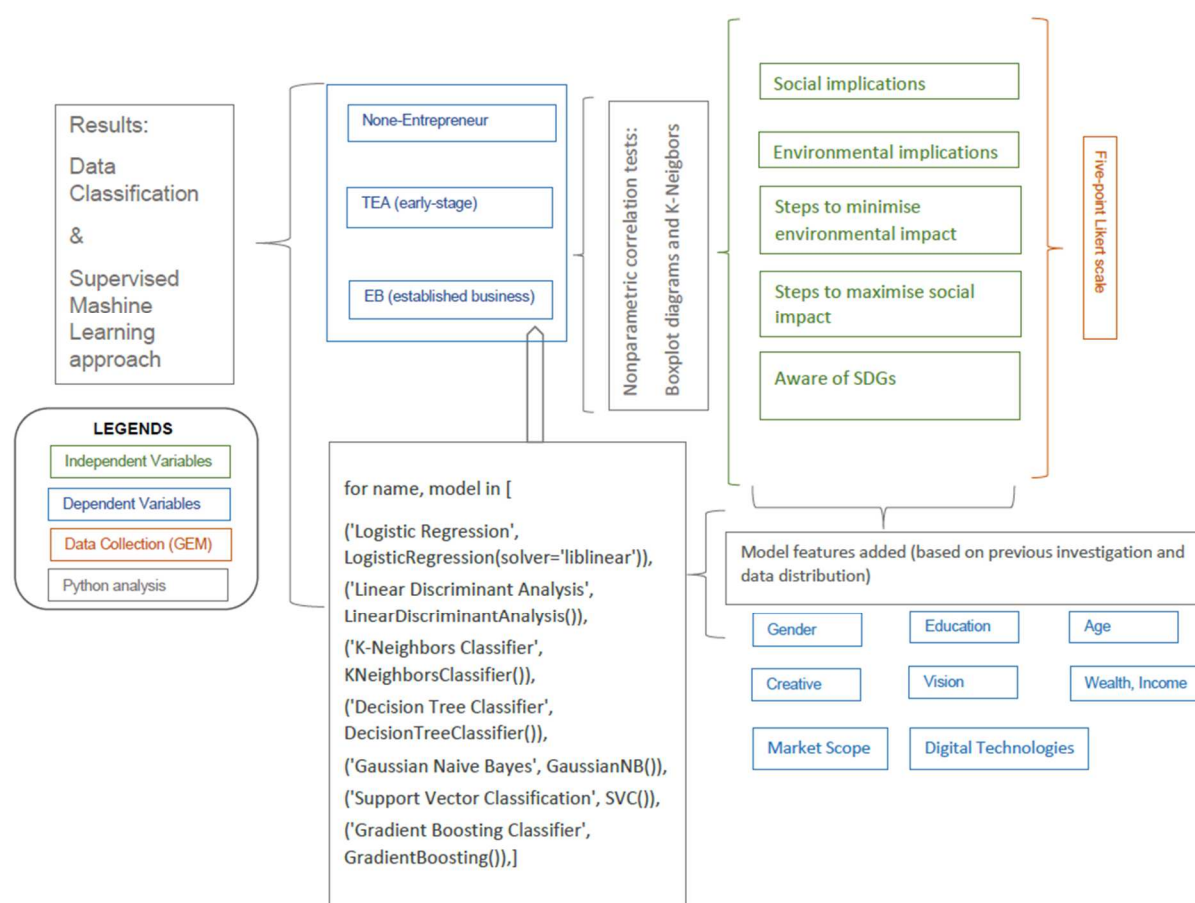 Results:
Data
Classification
&
Supervised
Mashine
Learning
approach
LEGENDS
Independent Variables
Dependent Variables
Data Collection (GEM)
Python analysis
None-Entrepreneur
TEA (early-stage)
EB (established business)
for name, model in [
('Logistic Regression',
LogisticRegression(solver='liblinear')),
('Linear Discriminant Analysis',
LinearDiscriminantAnalysis()),
('K-Neighbors Classifier',
KNeighborsClassifier()),
('Decision Tree Classifier',
DecisionTreeClassifier()),
('Gaussian Naive Bayes', GaussianNB()),
('Support Vector Classification', SVC()),
('Gradient Boosting Classifier',
GradientBoosting()),]
Nonparametric correlation tests:
Boxplot diagrams and K-Neigbors
Social implications
Environmental implications
Steps to minimise
environmental impact
Steps to maximise social
impact
Aware of SDGs
Five-point Likert scale
Model features added (based on previous investigation and
data distribution)
Gender
Education
Age
Creative
Vision
Wealth, Income
Market Scope
Digital Technologies